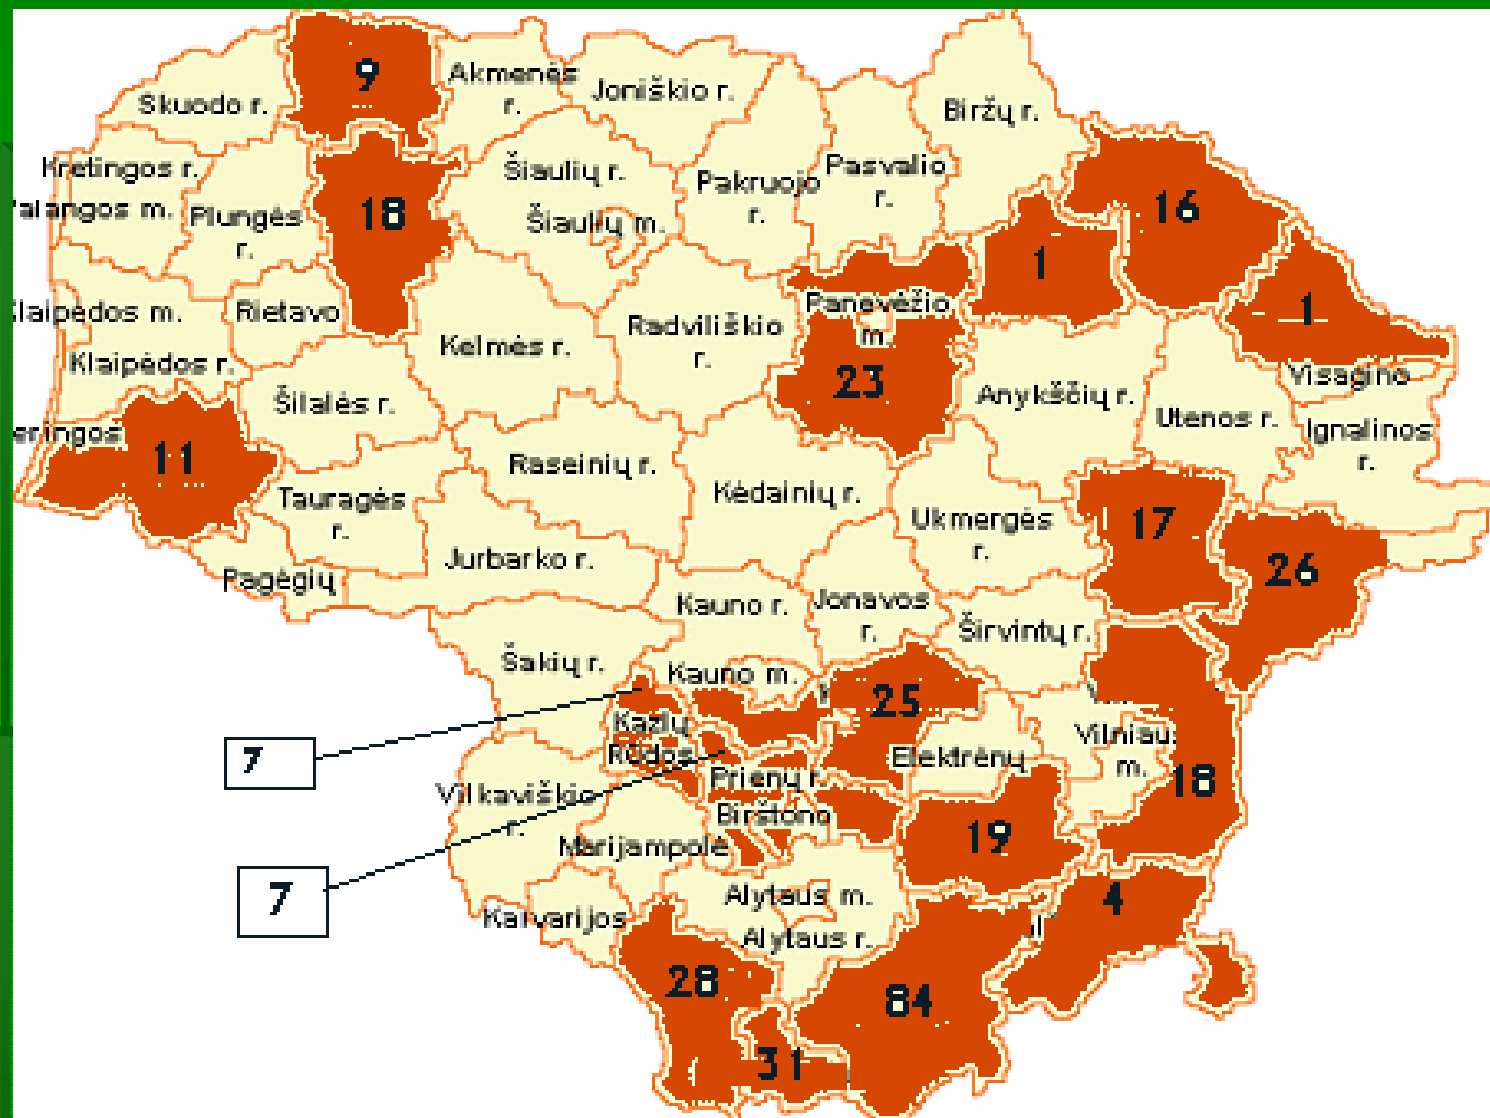 9
Akmenės
r.
Joniškio r.
Skuodo r.
Biržų r.
Kretingos r.
Šiaulių r.
Pakruojo
r.
Pasvalio
r.
Palangos m.
Plungės
r.
18
Šiaulių m.
16
1
Klaipėdos m.
Rietavo
Radviliškio
r.
Panevėžio
m.
1
Klaipėdos r.
Kelmės r.
23
Visagino
Šilalės r.
Anykščių r.
Utenos r.
Ignalinos
r.
eringos
11
Raseinių r.
Tauragės
r.
Kėdainių r.
Ukmergės
r.
17
26
Jurbarko r.
Pagėgių
Kauno r.
Jonavos
r.
Širvintų r.
Šakių r.
Kauno m.
25
Kazlų
Rūdos
7
Elektrėnų
Vilniaus
m.
18
Prienų r.
Vilkaviškio
r.
Birštono
19
Marijampolė
7
Alytaus m.
4
Kalvarijos
Alytaus r.
28
84
31